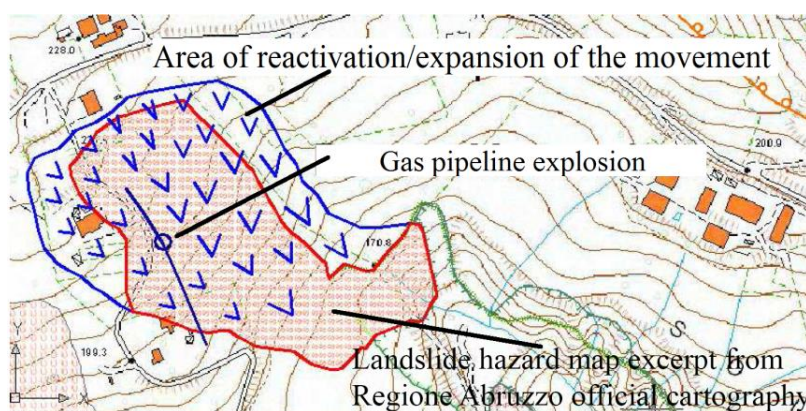 228.0
Area of reactivation/expansion of the movement
200.9
Gas pipeline explosion
170.8
199.3
Landslide hazard map excerpt from
Regione Abruzzo official cartography
S
Y
X